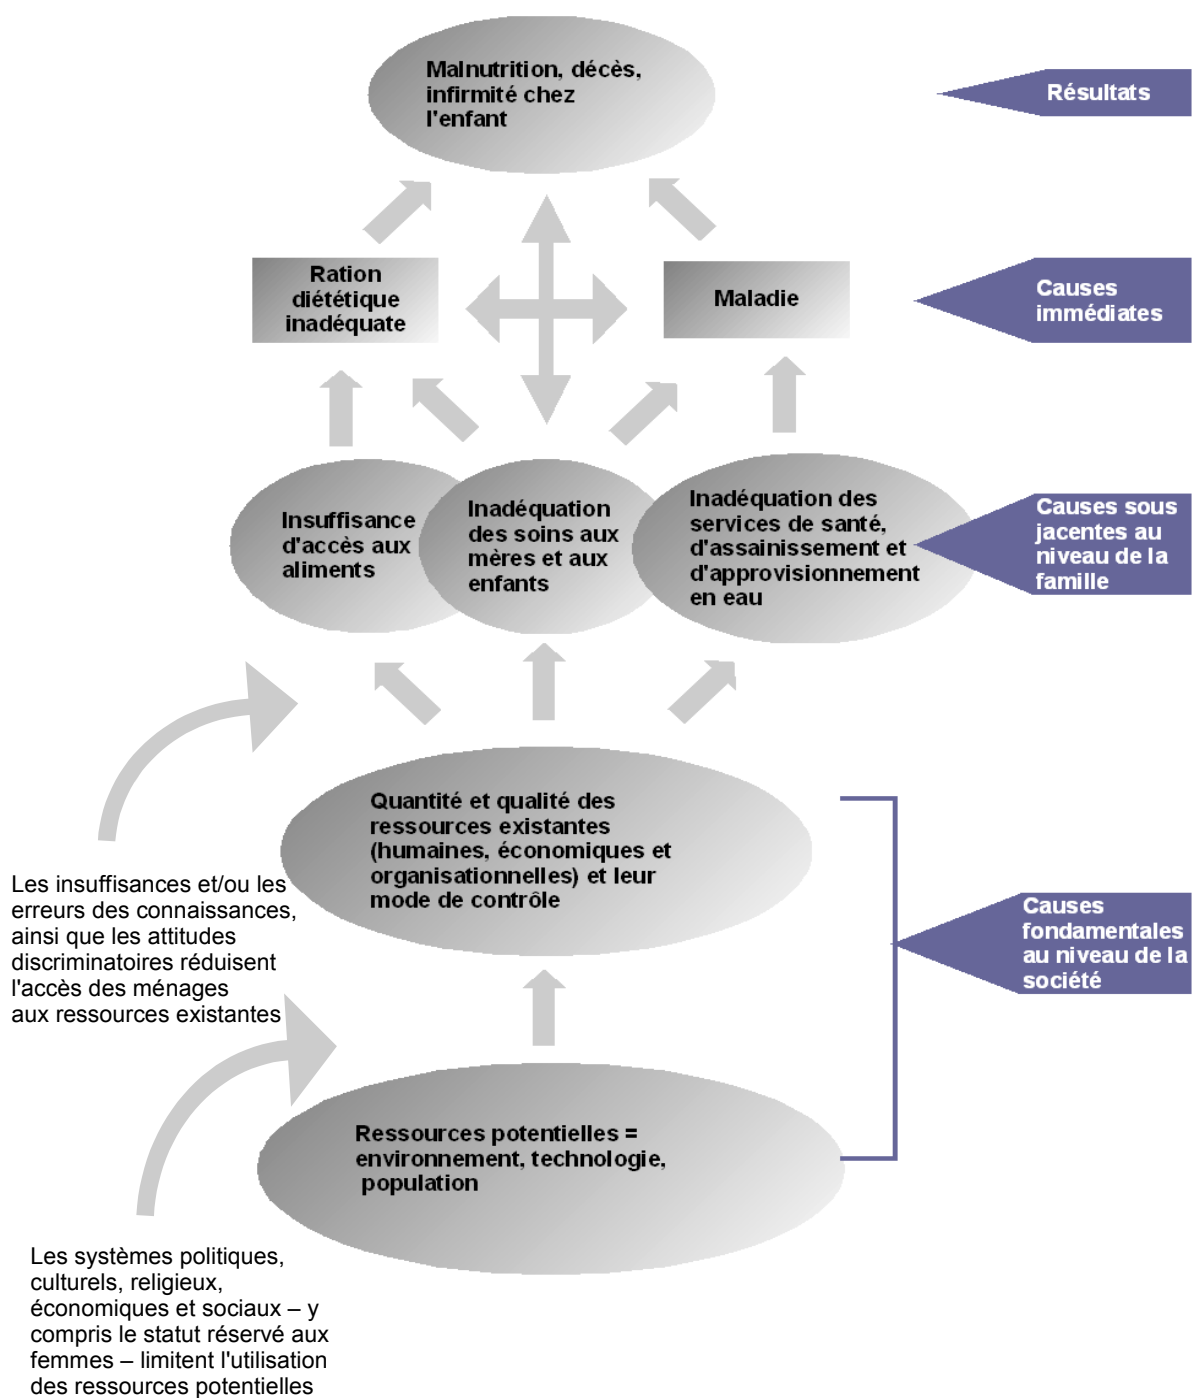 Malnutrition, décès,
infirmité chez
l'enfant
Résultats
Ration
diététique
inadéquate
Maladie
Causes
immédiates
Insuffisance
d'accès aux
aliments
Inadéquation
des soins aux
mères et aux
enfants
Inadéquation des
services de santé,
d'assainissement et
d'approvisionnement
en eau
Causes sous
jacentes au
niveau de la
famille
Quantité et qualité des
ressources existantes
(humaines, économiques et
organisationnelles) et leur
mode de contrôle
Les insuffisances et/ou les
erreurs des connaissances,
ainsi que les attitudes
discriminatoires réduisent
l'accès des ménages
aux ressources existantes
Causes
fondamentales
au niveau de la
société
Ressources potentielles =
environnement, technologie,
population
Les systèmes politiques,
culturels, religieux,
économiques et sociaux – y
compris le statut réservé aux
femmes – limitent l'utilisation
des ressources potentielles